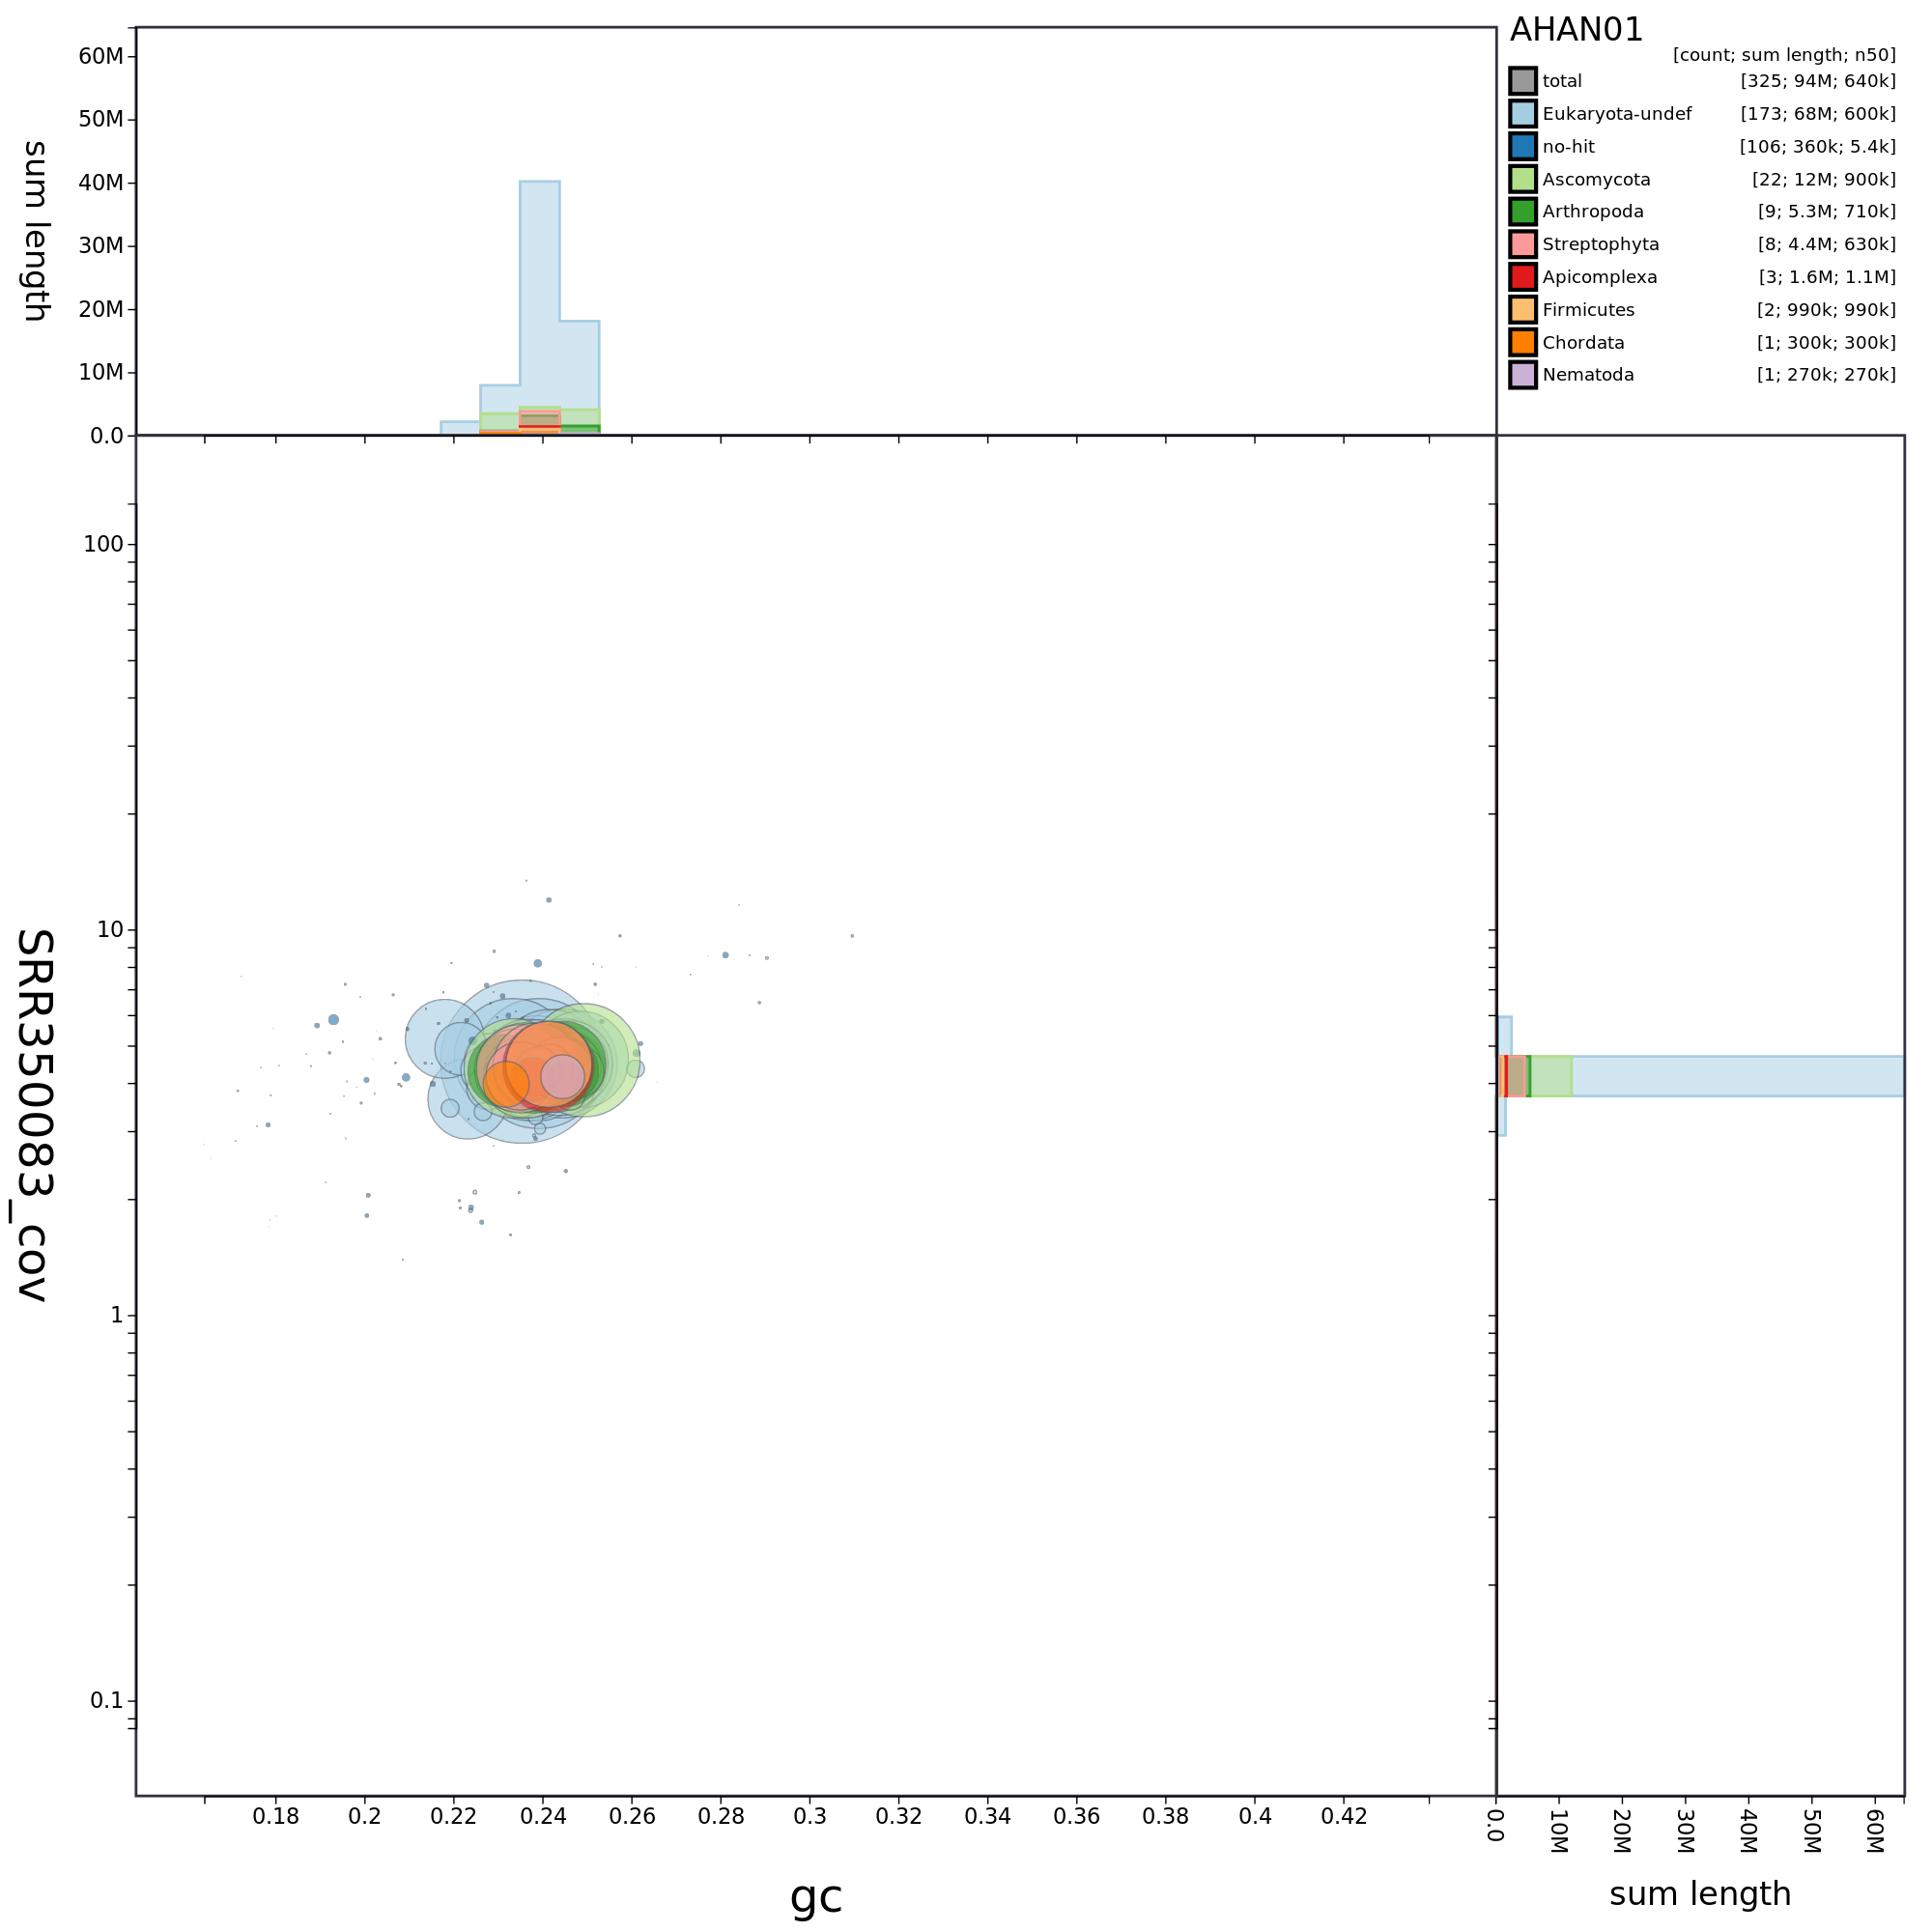 AHAN01
[count; sum length; n50]
total [325; 94M; 640k]
Eukaryota-undef [173; 68M; 600k]
no-hit [106; 360k; 5.4k]
Ascomycota [22; 12M; 900k]
Arthropoda [9; 5.3M; 710k]
Streptophyta [8; 4.4M; 630k]
Apicomplexa [3; 1.6M; 1.1M]
Firmicutes [2; 990k; 990k]
Chordata [1; 300k; 300k]
Nematoda [1; 270k; 270k]
sum length
60M
50M
40M
30M
20M
10M
0.0
SRR350083_cov
100
10
1
0.1
0.18 0.2 0.22 0.24 0.26 0.28 0.3 0.32 0.34 0.36 0.38 0.4 0.42
gc
0.0 10M 20M 30M 40M 50M 60M
sum length